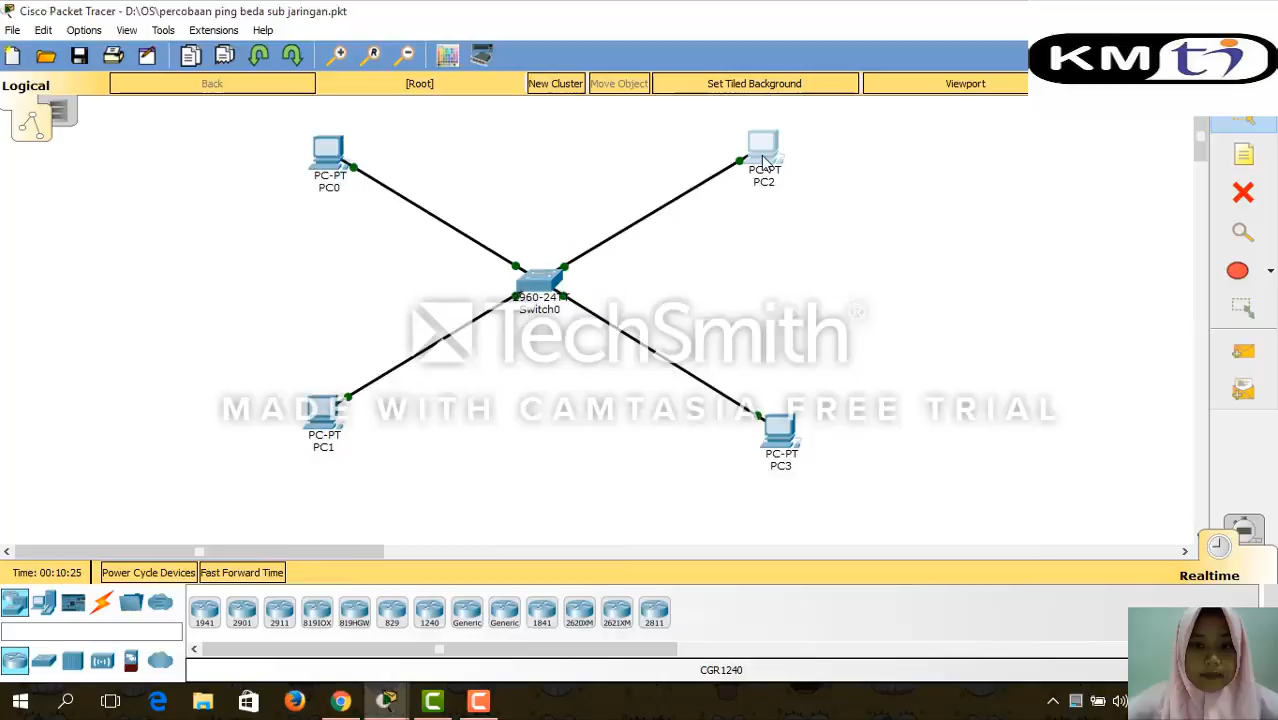 Cisco Packet Tracer - D:\OS\percobaan ping beda sub jaringan.pkt
File Edit Options View Tools Extensions Help
KMTI
Logical
Back
[Root]
New Cluster
Move Object
Set Tiled Background
Viewport
PC-PT
PC0
PC-PT
PC2
2960-24TT
Switch0
TechSmith®
MADE WITH CAMTASIA FREE TRIAL
PC-PT
PC1
PC-PT
PC3
Time: 00:10:25
Power Cycle Devices
Fast Forward Time
Realtime
1941 2901 2911 819IOX 819HGW 829 1240 Generic Generic 1841 2620XM 2621XM 2811
CGR1240